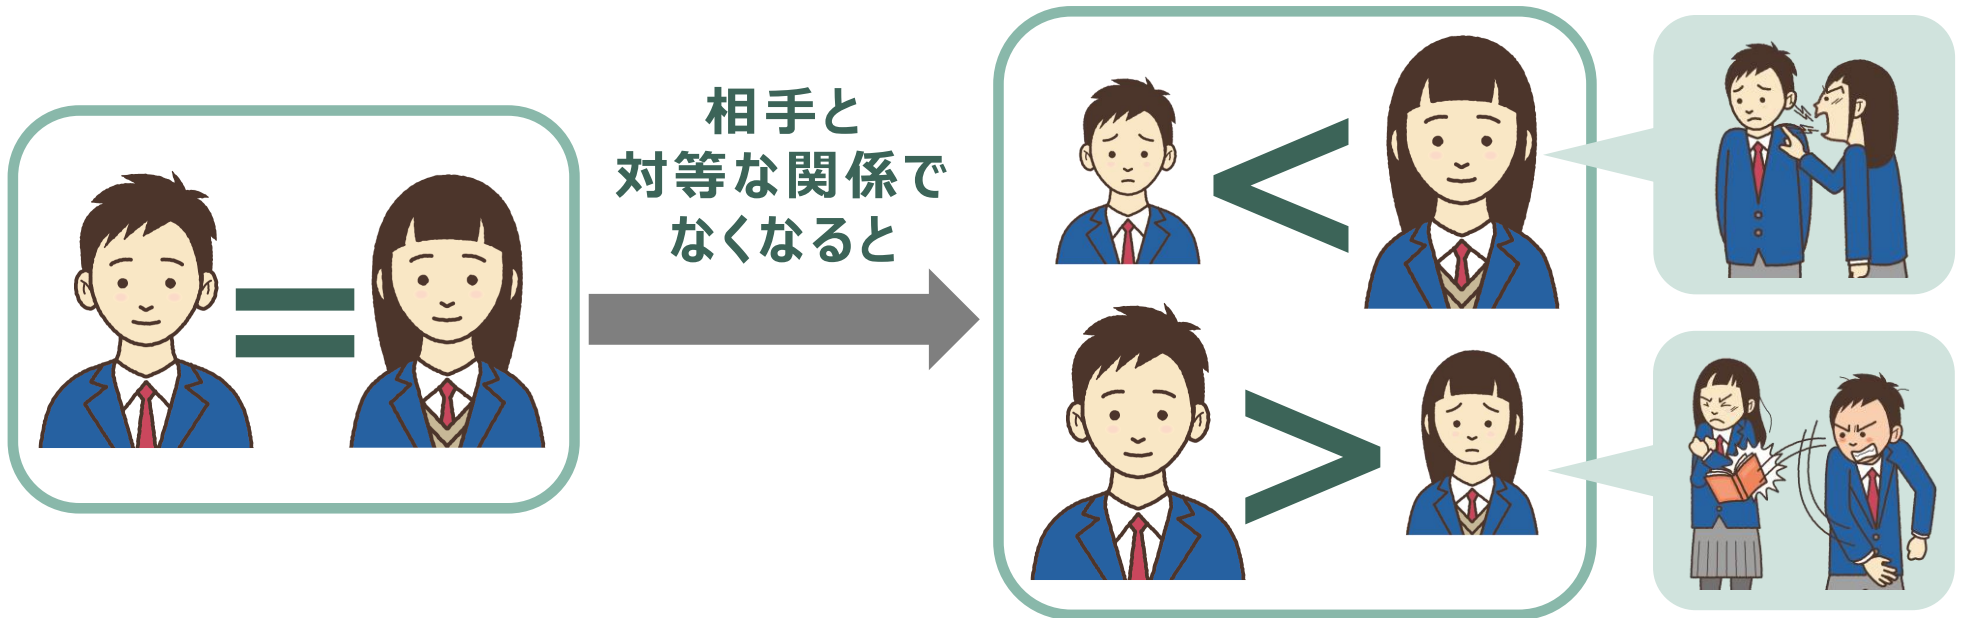 相手と
対等な関係で
なくなると
=
<
>